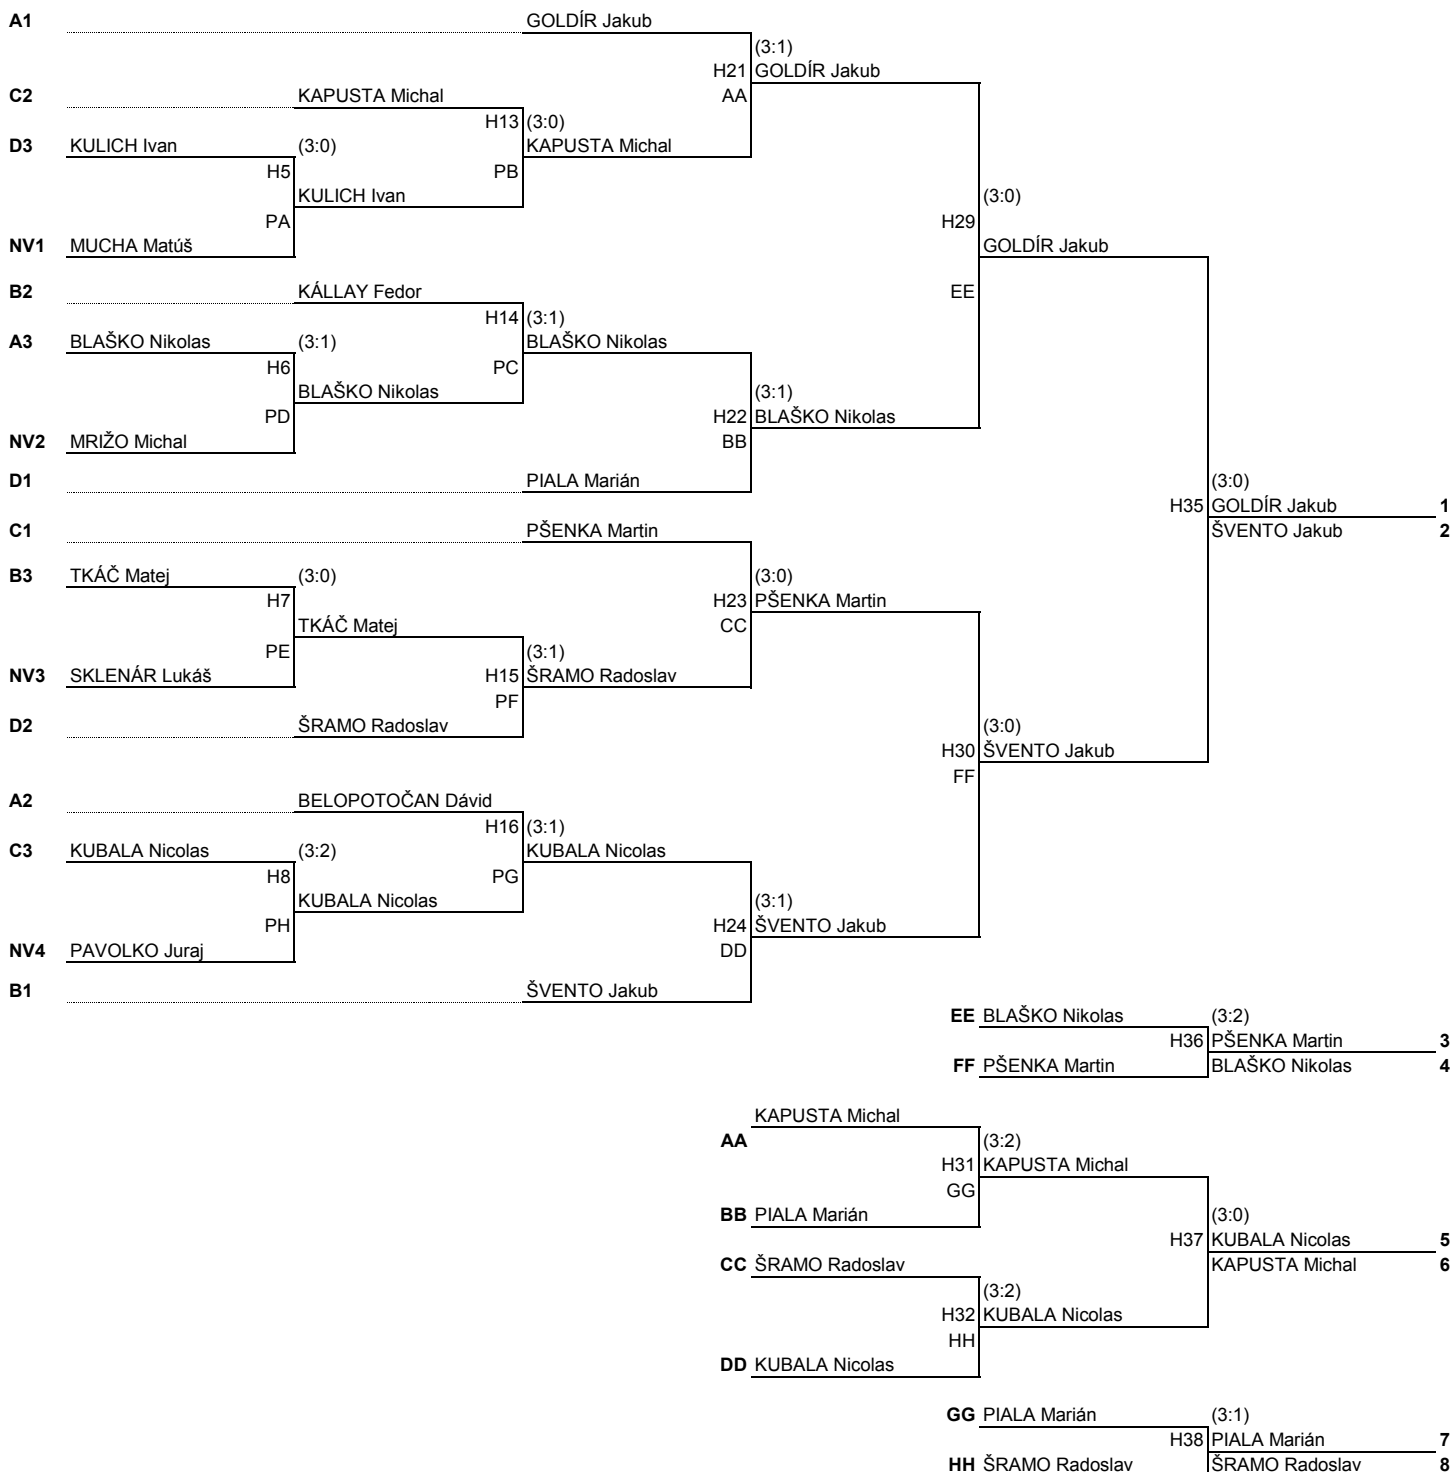 A1 GOLDÍR Jakub
(3:1)
H21 GOLDÍR Jakub
C2 KAPUSTA Michal AA
H13 (3:0)
D3 KULICH Ivan (3:0) KAPUSTA Michal
H5 PB
KULICH Ivan (3:0)
PA H29
NV1 MUCHA Matúš GOLDÍR Jakub
B2 KÁLLAY Fedor EE
H14 (3:1)
A3 BLAŠKO Nikolas (3:1) BLAŠKO Nikolas
H6 PC
BLAŠKO Nikolas (3:1)
PD H22 BLAŠKO Nikolas
NV2 MRIŽO Michal BB
D1 PIALA Marián (3:0)
H35 GOLDÍR Jakub 1
C1 PŠENKA Martin ŠVENTO Jakub 2
B3 TKÁČ Matej (3:0) (3:0)
H7 H23 PŠENKA Martin
TKÁČ Matej CC
PE (3:1)
NV3 SKLENÁR Lukáš H15 ŠRAMO Radoslav
PF
D2 ŠRAMO Radoslav (3:0)
H30 ŠVENTO Jakub
FF
A2 BELOPOTOČAN Dávid
H16 (3:1)
C3 KUBALA Nicolas (3:2) KUBALA Nicolas
H8 PG
KUBALA Nicolas (3:1)
PH H24 ŠVENTO Jakub
NV4 PAVOLKO Juraj DD
B1 ŠVENTO Jakub
EE BLAŠKO Nikolas (3:2)
H36 PŠENKA Martin 3
FF PŠENKA Martin BLAŠKO Nikolas 4
KAPUSTA Michal
AA (3:2)
H31 KAPUSTA Michal
GG
BB PIALA Marián (3:0)
H37 KUBALA Nicolas 5
CC ŠRAMO Radoslav KAPUSTA Michal 6
(3:2)
H32 KUBALA Nicolas
HH
DD KUBALA Nicolas
GG PIALA Marián (3:1)
H38 PIALA Marián 7
HH ŠRAMO Radoslav ŠRAMO Radoslav 8